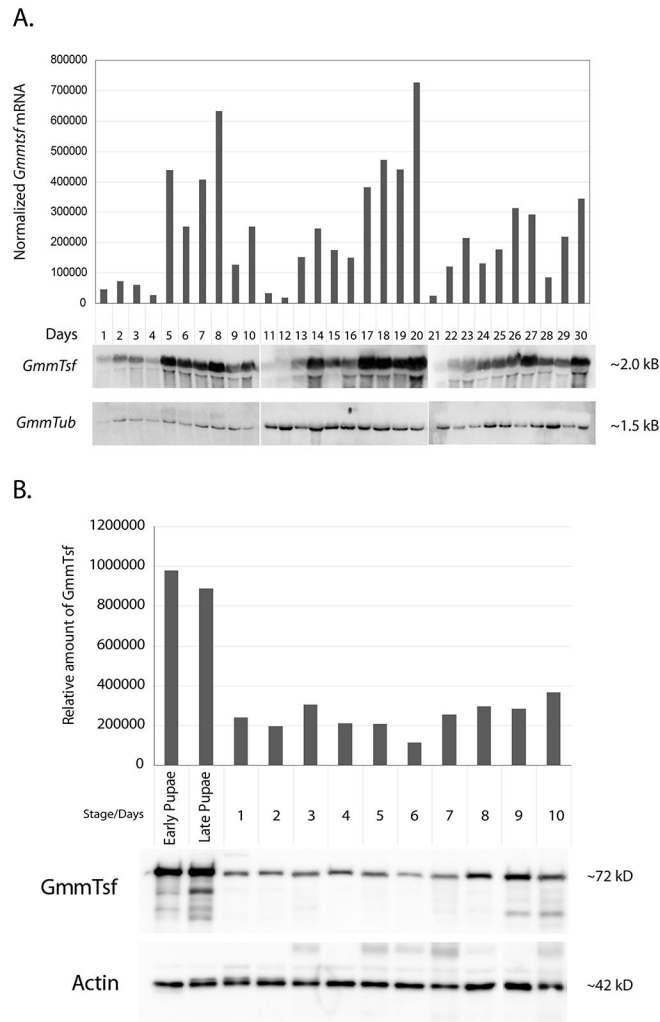 A.
Normalized Gmmtsf mRNA
800000
700000
600000
500000
400000
300000
200000
100000
0
Days 1 2 3 4 5 6 7 8 9 10 11 12 13 14 15 16 17 18 19 20 21 22 23 24 25 26 27 28 29 30
GmmTsf ~2.0 kB
GmmTub ~1.5 kB
B.
Relative amount of GmmTsf
1200000
1000000
800000
600000
400000
200000
0
Stage/Days Early Pupae Late Pupae 1 2 3 4 5 6 7 8 9 10
GmmTsf ~72 kD
Actin ~42 kD